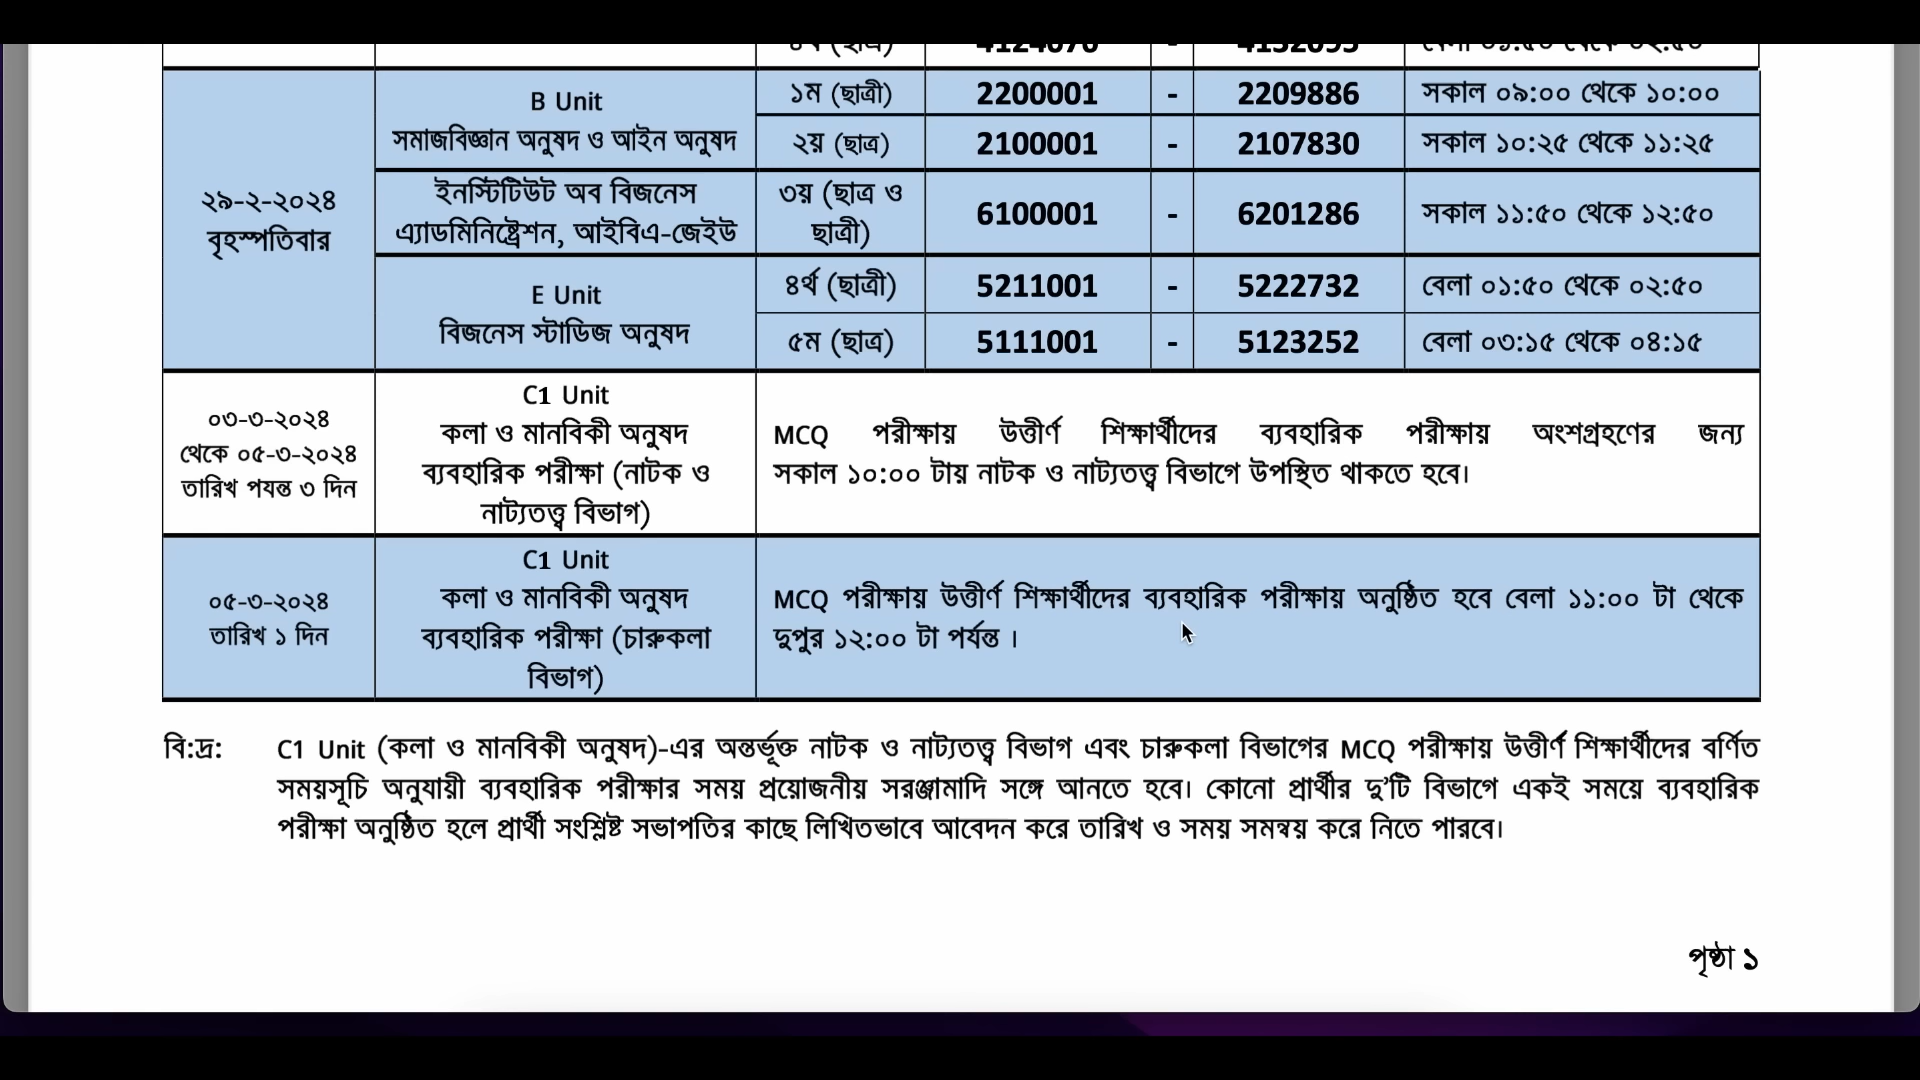 B Unit
সমাজবিজ্ঞান অনুষদ ও আইন অনুষদ
১ম (ছাত্রী) 2200001 - 2209886 সকাল ০৯:০০ থেকে ১০:০০
২য় (ছাত্র) 2100001 - 2107830 সকাল ১০:২৫ থেকে ১১:২৫
২৯-২-২০২৪
বৃহস্পতিবার
ইনস্টিটিউট অব বিজনেস
এ্যাডমিনিষ্ট্রেশন, আইবিএ-জেইউ
৩য় (ছাত্র ও
ছাত্রী)
6100001 - 6201286 সকাল ১১:৫০ থেকে ১২:৫০
E Unit
বিজনেস স্টাডিজ অনুষদ
৪র্থ (ছাত্রী) 5211001 - 5222732 বেলা ০১:৫০ থেকে ০২:৫০
৫ম (ছাত্র) 5111001 - 5123252 বেলা ০৩:১৫ থেকে ০৪:১৫
০৩-৩-২০২৪
থেকে ০৫-৩-২০২৪
তারিখ পযন্ত ৩ দিন
C1 Unit
কলা ও মানবিকী অনুষদ
ব্যবহারিক পরীক্ষা (নাটক ও
নাট্যতত্ত্ব বিভাগ)
MCQ পরীক্ষায় উত্তীর্ণ শিক্ষার্থীদের ব্যবহারিক পরীক্ষায় অংশগ্রহণের জন্য
সকাল ১০:০০ টায় নাটক ও নাট্যতত্ত্ব বিভাগে উপস্থিত থাকতে হবে।
০৫-৩-২০২৪
তারিখ ১ দিন
C1 Unit
কলা ও মানবিকী অনুষদ
ব্যবহারিক পরীক্ষা (চারুকলা
বিভাগ)
MCQ পরীক্ষায় উত্তীর্ণ শিক্ষার্থীদের ব্যবহারিক পরীক্ষায় অনুষ্ঠিত হবে বেলা ১১:০০ টা থেকে
দুপুর ১২:০০ টা পর্যন্ত ।
বি:দ্র: C1 Unit (কলা ও মানবিকী অনুষদ)-এর অন্তর্ভূক্ত নাটক ও নাট্যতত্ত্ব বিভাগ এবং চারুকলা বিভাগের MCQ পরীক্ষায় উত্তীর্ণ শিক্ষার্থীদের বর্ণিত
সময়সূচি অনুযায়ী ব্যবহারিক পরীক্ষার সময় প্রয়োজনীয় সরঞ্জামাদি সঙ্গে আনতে হবে। কোনো প্রার্থীর দু’টি বিভাগে একই সময়ে ব্যবহারিক
পরীক্ষা অনুষ্ঠিত হলে প্রার্থী সংশ্লিষ্ট সভাপতির কাছে লিখিতভাবে আবেদন করে তারিখ ও সময় সমন্বয় করে নিতে পারবে।
পৃষ্ঠা ১